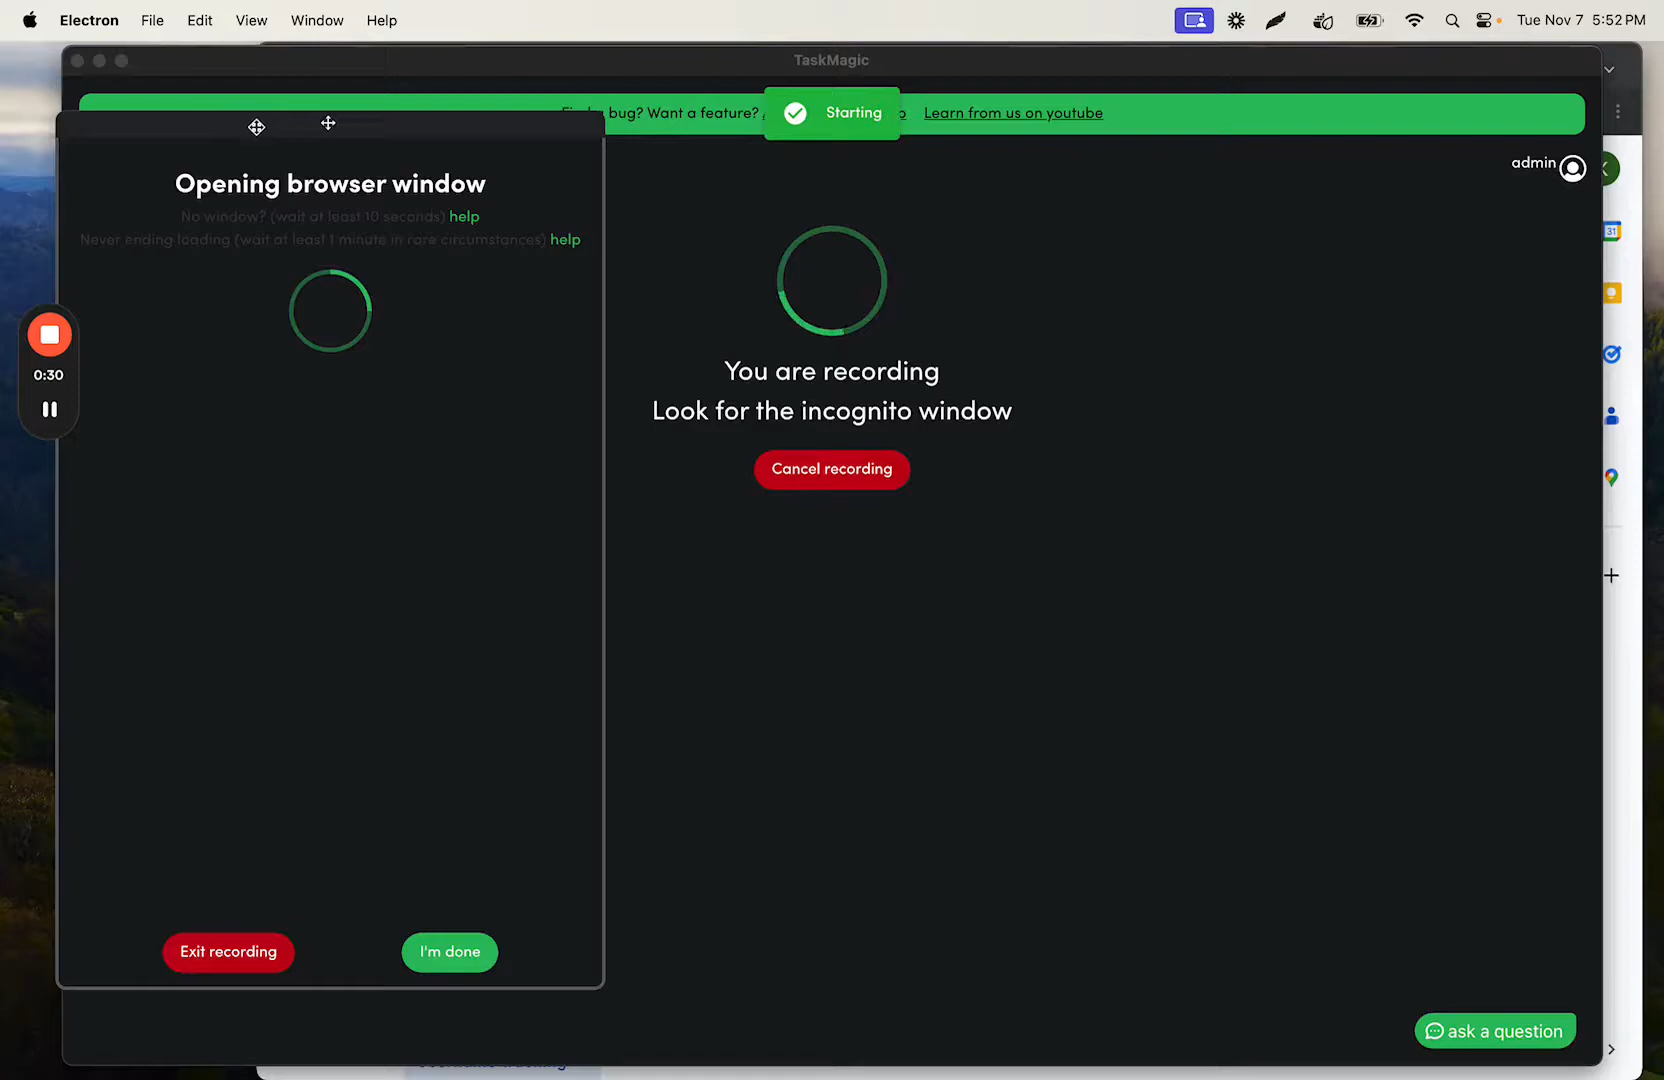 Electron File Edit View Window Help
Tue Nov 7 5:52 PM
TaskMagic
bug? Want a feature?
Starting
Learn from us on youtube
admin
Opening browser window
No window? (wait at least 10 seconds) help
Never ending loading (wait at least 1 minute in rare circumstances) help
0:30
You are recording
Look for the incognito window
Cancel recording
Exit recording
I'm done
ask a question
31